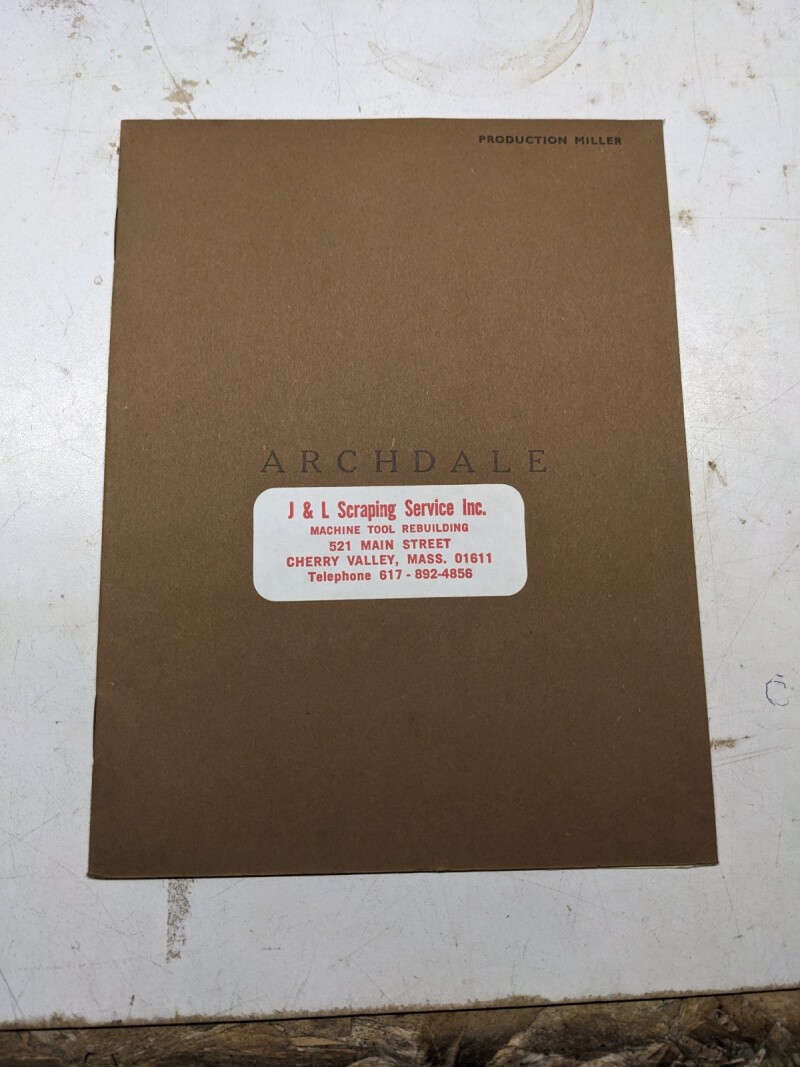 PRODUCTION MILLER
ARCHDALE
J & L Scraping Service Inc.
MACHINE TOOL REBUILDING
521 MAIN STREET
CHERRY VALLEY, MASS. 01611
Telephone 617 - 892-4856